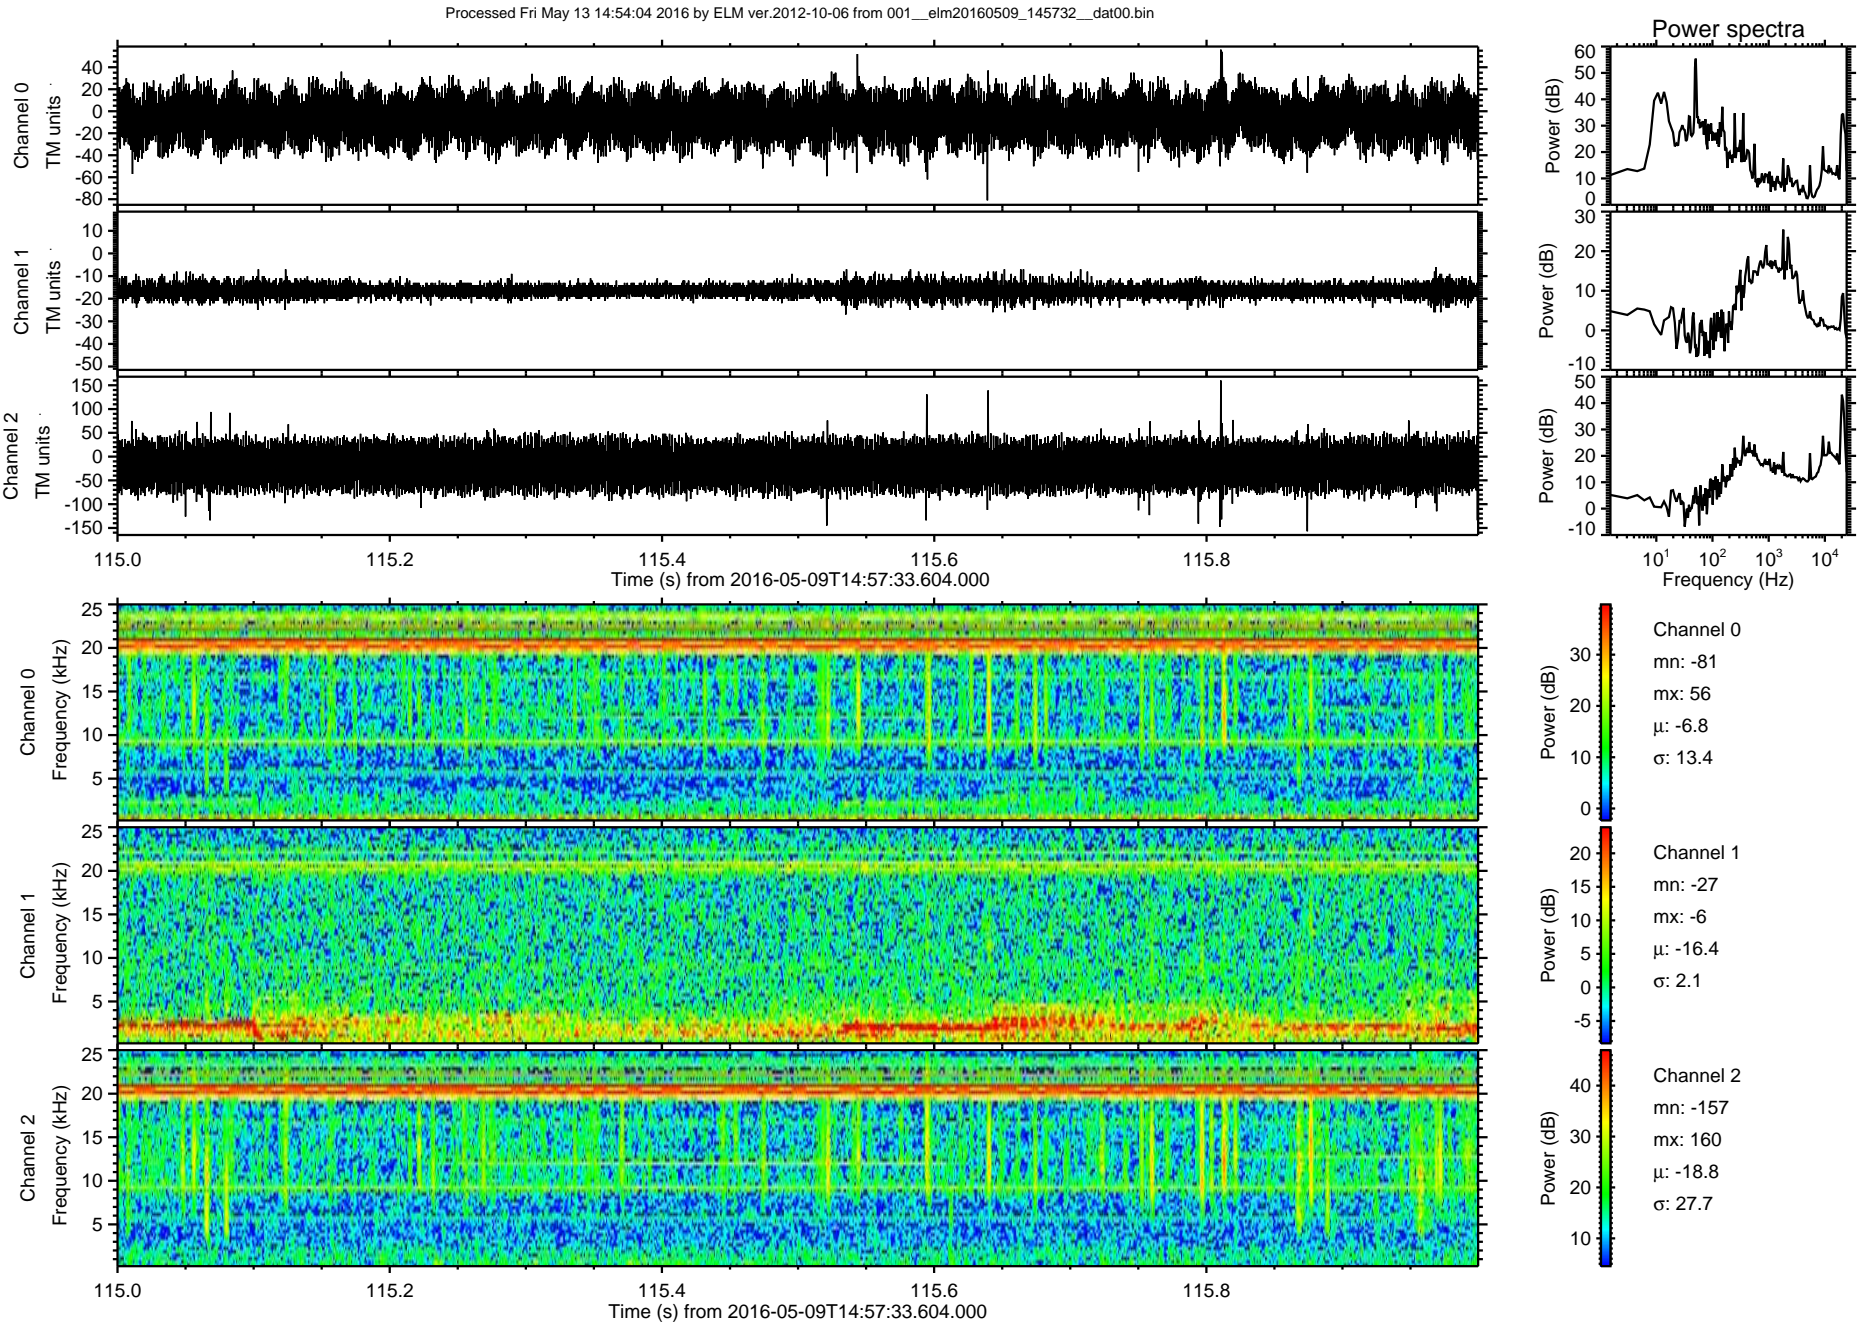 Processed Fri May 13 14:54:04 2016 by ELM ver.2012-10-06 from 001__elm20160509_145732__dat00.bin
Power spectra
Channel 0
TM units
40
20
0
-20
-40
-60
-80
Power (dB)
60
50
40
30
20
10
0
Channel 1
TM units
10
0
-10
-20
-30
-40
-50
Power (dB)
30
20
10
0
-10
Channel 2
TM units
150
100
50
0
-50
-100
-150
Power (dB)
50
40
30
20
10
0
-10
115.0 115.2 115.4 115.6 115.8
Time (s) from 2016-05-09T14:57:33.604.000
10¹ 10² 10³ 10⁴
Frequency (Hz)
Channel 0
Frequency (kHz)
25
20
15
10
5
Power (dB)
30
20
10
0
Channel 0
mn: -81
mx: 56
μ: -6.8
σ: 13.4
Channel 1
Frequency (kHz)
25
20
15
10
5
Power (dB)
20
15
10
5
0
-5
Channel 1
mn: -27
mx: -6
μ: -16.4
σ: 2.1
Channel 2
Frequency (kHz)
25
20
15
10
5
Power (dB)
40
30
20
10
Channel 2
mn: -157
mx: 160
μ: -18.8
σ: 27.7
115.0 115.2 115.4 115.6 115.8
Time (s) from 2016-05-09T14:57:33.604.000